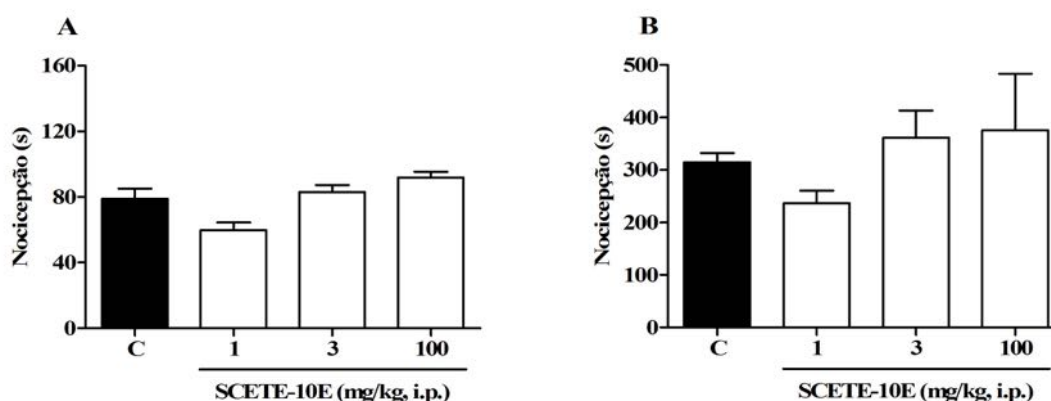 A
Nocicepção (s)
160
120
80
40
0
C
1
3
100
SCETE-10E (mg/kg, i.p.)
B
Nocicepção (s)
500
400
300
200
100
0
C
1
3
100
SCETE-10E (mg/kg, i.p.)